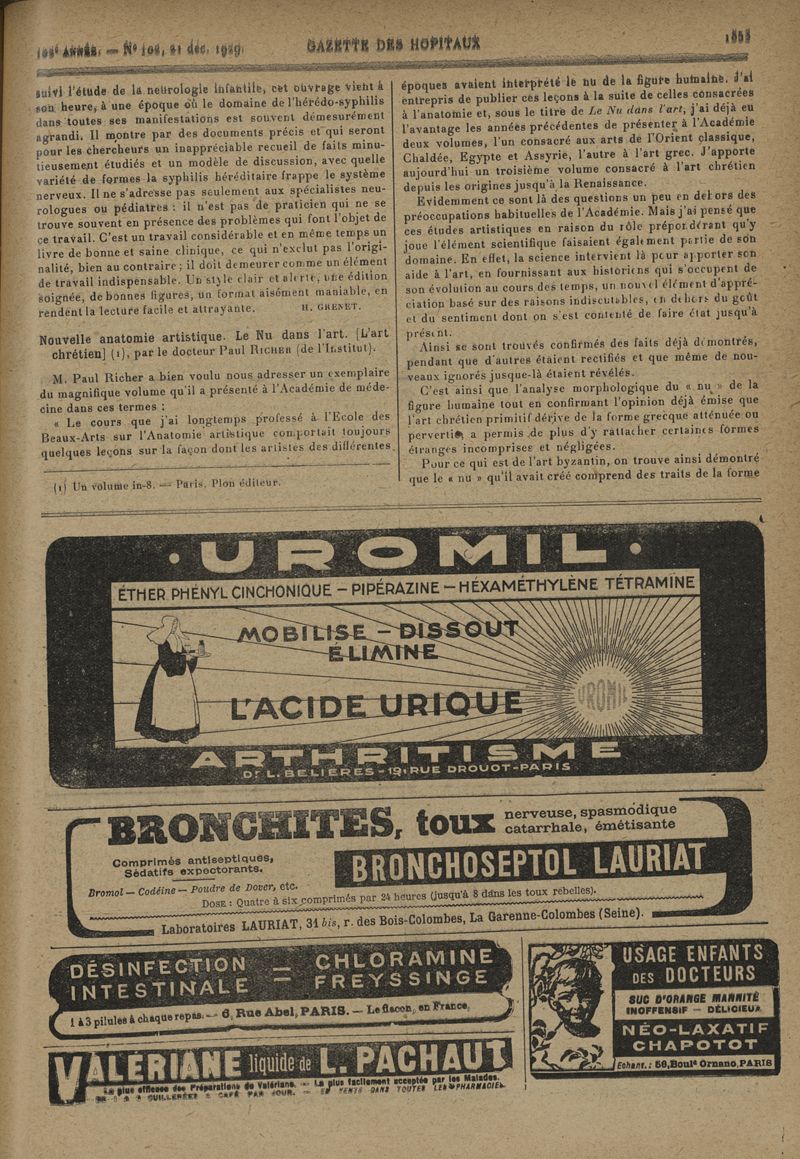 102e ANNÉE. — N° 102, 21 déc. 1929.
GAZETTE DES HOPITAUX
suivi l'étude de la neurologie infantile, cet ouvrage vient à
son heure, à une époque où le domaine de l'hérédo-syphilis
dans toutes ses manifestations est souvent démesurément
agrandi. Il montre par des documents précis et qui seront
pour les chercheurs un inappréciable recueil de faits minu-
tieusement étudiés et un modèle de discussion, avec quelle
variété de formes la syphilis héréditaire frappe le système
nerveux. Il ne s'adresse pas seulement aux spécialistes neu-
rologues ou pédiatres : il n'est pas de praticien qui ne se
trouve souvent en présence des problèmes qui font l'objet de
ce travail. C'est un travail considérable et en même temps un
livre de bonne et saine clinique, ce qui n'exclut pas l'origi-
nalité, bien au contraire ; il doit demeurer comme un élément
de travail indispensable. Un style clair et alerte, une édition
soignée, de bonnes figures, un format aisément maniable, en
rendent la lecture facile et attrayante. H. GRENET.
Nouvelle anatomie artistique. Le Nu dans l'art. [L'art
chrétien] (1), par le docteur Paul RICHER (de l'Institut).
M. Paul Richer a bien voulu nous adresser un exemplaire
du magnifique volume qu'il a présenté à l'Académie de méde-
cine dans ces termes :
« Le cours que j'ai longtemps professé à l'Ecole des
Beaux-Arts sur l'Anatomie artistique comportait toujours
quelques leçons sur la façon dont les artistes des différentes
(1) Un volume in-8. — Paris. Plon éditeur.
époques avaient interprété le nu de la figure humaine. J'ai
entrepris de publier ces leçons à la suite de celles consacrées
à l'anatomie et, sous le titre de Le Nu dans l'art, j'ai déjà eu
l'avantage les années précédentes de présenter à l'Académie
deux volumes, l'un consacré aux arts de l'Orient classique,
Chaldée, Egypte et Assyrie, l'autre à l'art grec. J'apporte
aujourd'hui un troisième volume consacré à l'art chrétien
depuis les origines jusqu'à la Renaissance.
Evidemment ce sont là des questions un peu en dehors des
préoccupations habituelles de l'Académie. Mais j'ai pensé que
ces études artistiques en raison du rôle prépondérant qu'y
joue l'élément scientifique faisaient également partie de son
domaine. En effet, la science intervient là pour apporter son
aide à l'art, en fournissant aux historiens qui s'occupent de
son évolution au cours des temps, un nouvel élément d'appré-
ciation basé sur des raisons indiscutables, en dehors du goût
et du sentiment dont on s'est contenté de faire état jusqu'à
présent.
Ainsi se sont trouvés confirmés des faits déjà démontrés,
pendant que d'autres étaient rectifiés et que même de nou-
veaux ignorés jusque-là étaient révélés.
C'est ainsi que l'analyse morphologique du « nu » de la
figure humaine tout en confirmant l'opinion déjà émise que
l'art chrétien primitif dérive de la forme grecque atténuée ou
pervertie, a permis de plus d'y rattacher certaines formes
étranges incomprises et négligées.
Pour ce qui est de l'art byzantin, on trouve ainsi démontré
que le « nu » qu'il avait créé comprend des traits de la forme
· UROMIL ·
ÉTHER PHÉNYL CINCHONIQUE — PIPÉRAZINE — HÉXAMÉTHYLÈNE TÉTRAMINE
MOBILISE — DISSOUT
ÉLIMINE
L'ACIDE URIQUE
UROMIL
ARTHRITISME
Dr L. BELIERES - 19, RUE DROUOT - PARIS
BRONCHITES, toux nerveuse, spasmodique
catarrhale, émétisante
Comprimés antiseptiques,
Sédatifs expectorants.
BRONCHOSEPTOL LAURIAT
Bromol — Codéine — Poudre de Dover, etc.
DOSE : Quatre à six comprimés par 24 heures (jusqu'à 8 dans les toux rebelles).
Laboratoires LAURIAT, 31 bis, r. des Bois-Colombes, La Garenne-Colombes (Seine).
DÉSINFECTION = CHLORAMINE
INTESTINALE = FREYSSINGE
1 à 3 pilules à chaque repas. — 6, Rue Abel, PARIS. — Le flacon, en France.
VALÉRIANE liquide de L. PACHAUT
La plus efficace des Préparations de Valériane. — La plus facilement acceptée par les Malades.
CUILLERÉES à CAFÉ PAR JOUR. — EN VENTE DANS TOUTES LES PHARMACIES.
USAGE ENFANTS
DES DOCTEURS
SUC D'ORANGE MANNITÉ
INOFFENSIF — DÉLICIEUX
NÉO-LAXATIF
CHAPOTOT
Echant. : 56, Boult Ornano, PARIS